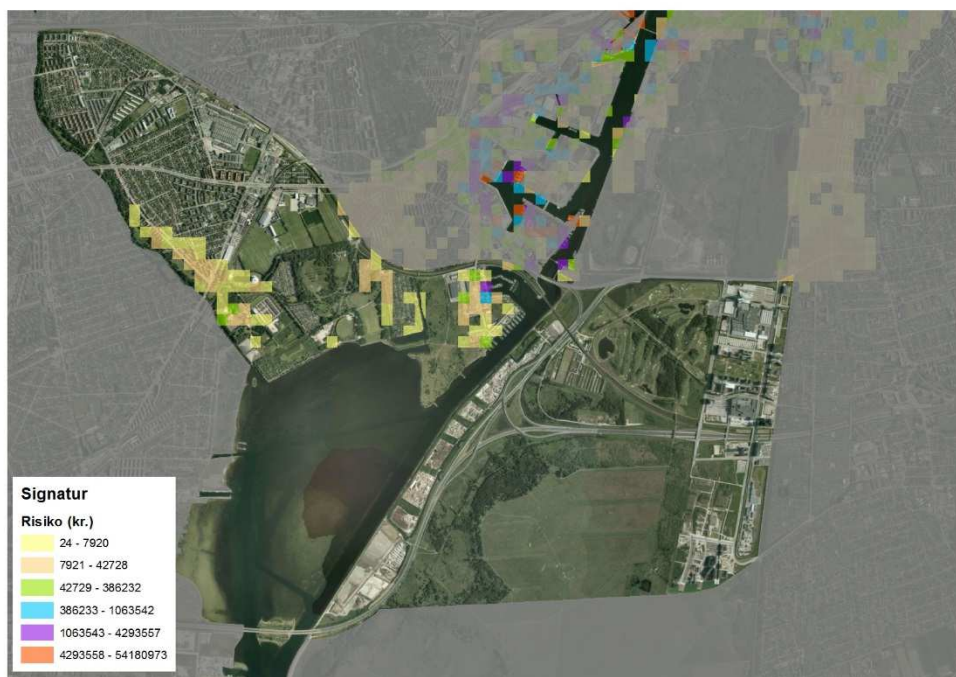 Signatur
Risiko (kr.)
24 - 7920
7921 - 42728
42729 - 386232
386233 - 1063542
1063543 - 4293557
4293558 - 54180973